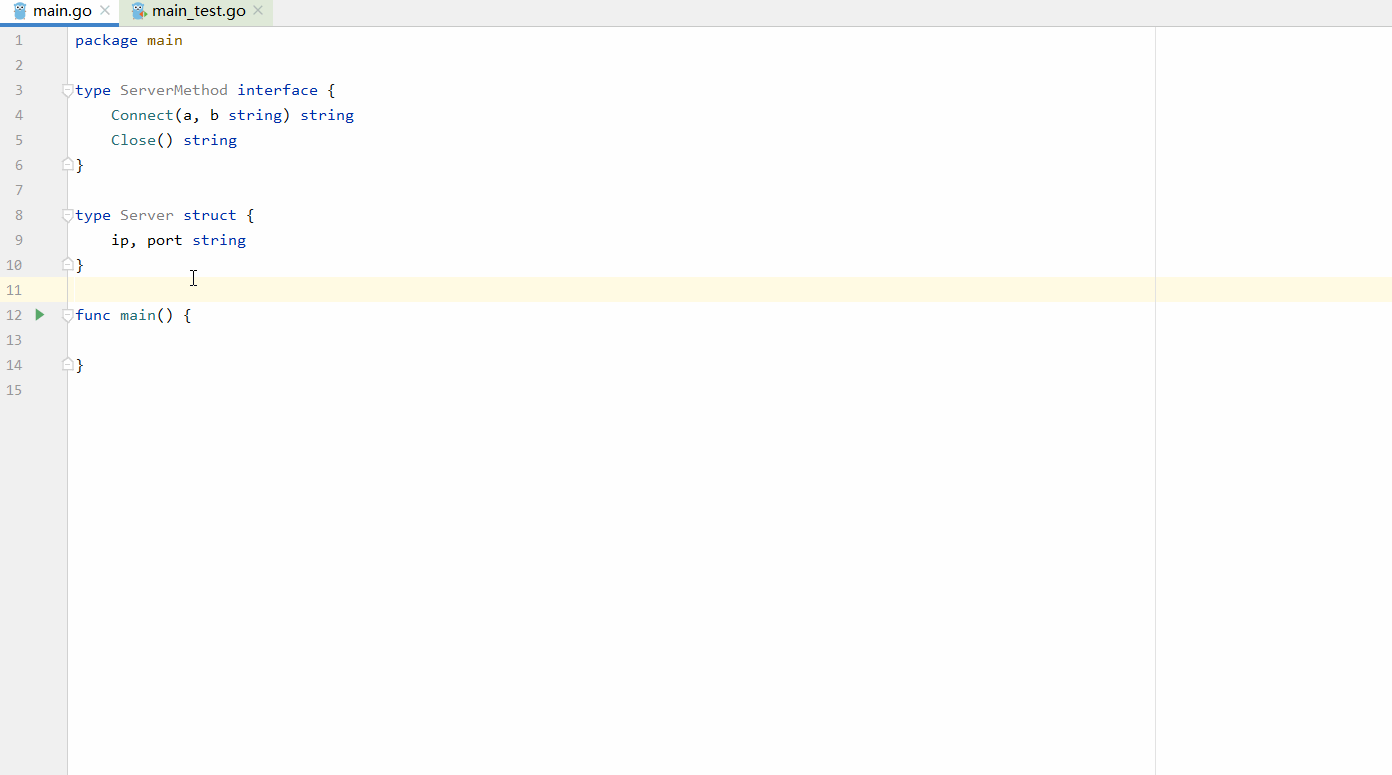 main.go main_test.go
1 package main
2
3 type ServerMethod interface {
4 Connect(a, b string) string
5 Close() string
6 }
7
8 type Server struct {
9 ip, port string
10 }
11
12 func main() {
13
14 }
15